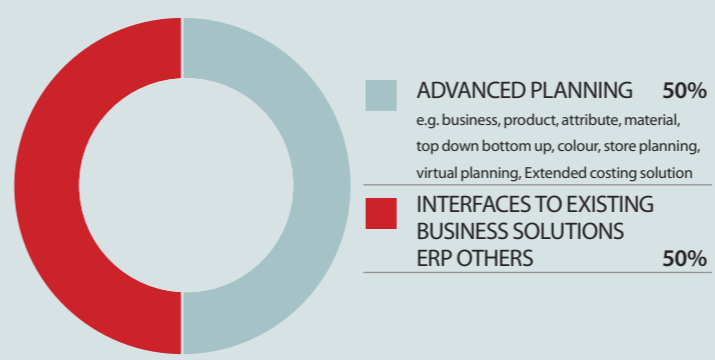 ADVANCED PLANNING 50%
e.g. business, product, attribute, material,
top down bottom up, colour, store planning,
virtual planning, Extended costing solution
INTERFACES TO EXISTING
BUSINESS SOLUTIONS
ERP OTHERS 50%